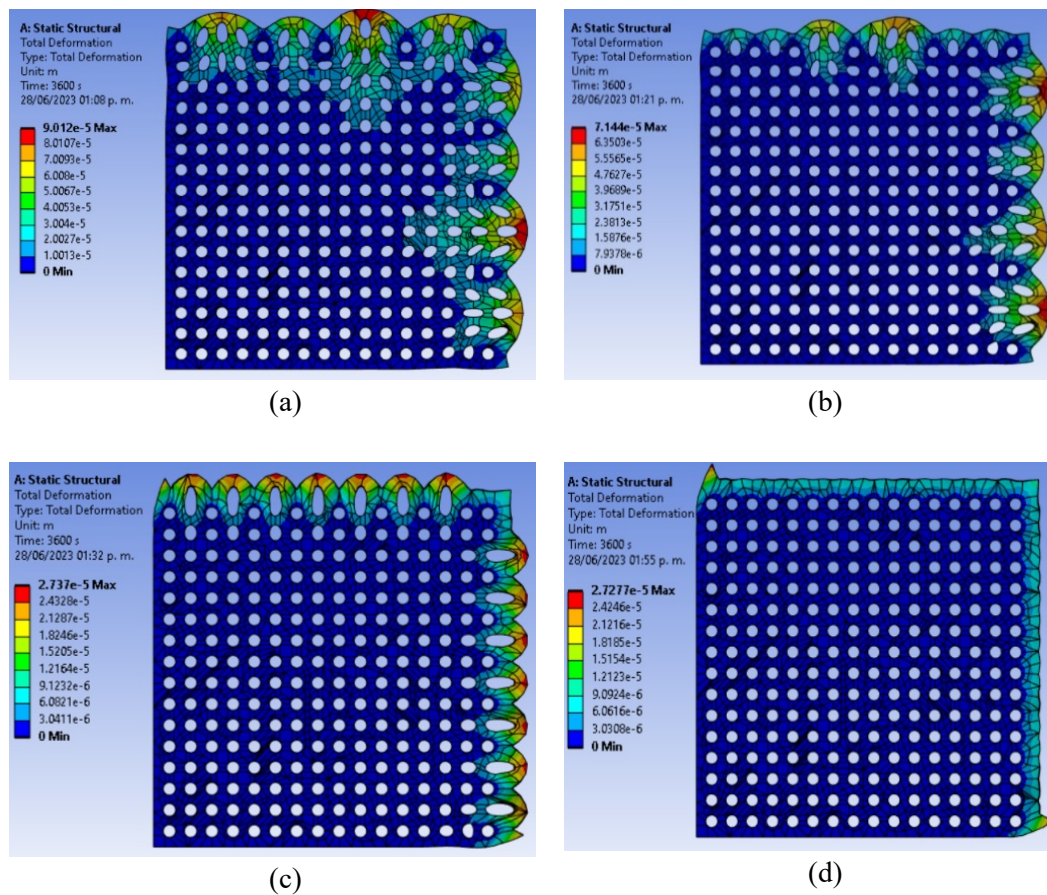 A: Static Structural
Total Deformation
Type: Total Deformation
Unit: m
Time: 3600 s
28/06/2023 01:08 p. m.
9.012e-5 Max
8.0107e-5
7.0093e-5
6.008e-5
5.0067e-5
4.0053e-5
3.004e-5
2.0027e-5
1.0013e-5
0 Min
(a)
A: Static Structural
Total Deformation
Type: Total Deformation
Unit: m
Time: 3600 s
28/06/2023 01:21 p. m.
7.144e-5 Max
6.3503e-5
5.5565e-5
4.7627e-5
3.9689e-5
3.1751e-5
2.3813e-5
1.5876e-5
7.9378e-6
0 Min
(b)
A: Static Structural
Total Deformation
Type: Total Deformation
Unit: m
Time: 3600 s
28/06/2023 01:32 p. m.
2.737e-5 Max
2.4328e-5
2.1287e-5
1.8246e-5
1.5205e-5
1.2164e-5
9.1232e-6
6.0821e-6
3.0411e-6
0 Min
(c)
A: Static Structural
Total Deformation
Type: Total Deformation
Unit: m
Time: 3600 s
28/06/2023 01:55 p. m.
2.7277e-5 Max
2.4246e-5
2.1216e-5
1.8185e-5
1.5154e-5
1.2123e-5
9.0924e-6
6.0616e-6
3.0308e-6
0 Min
(d)